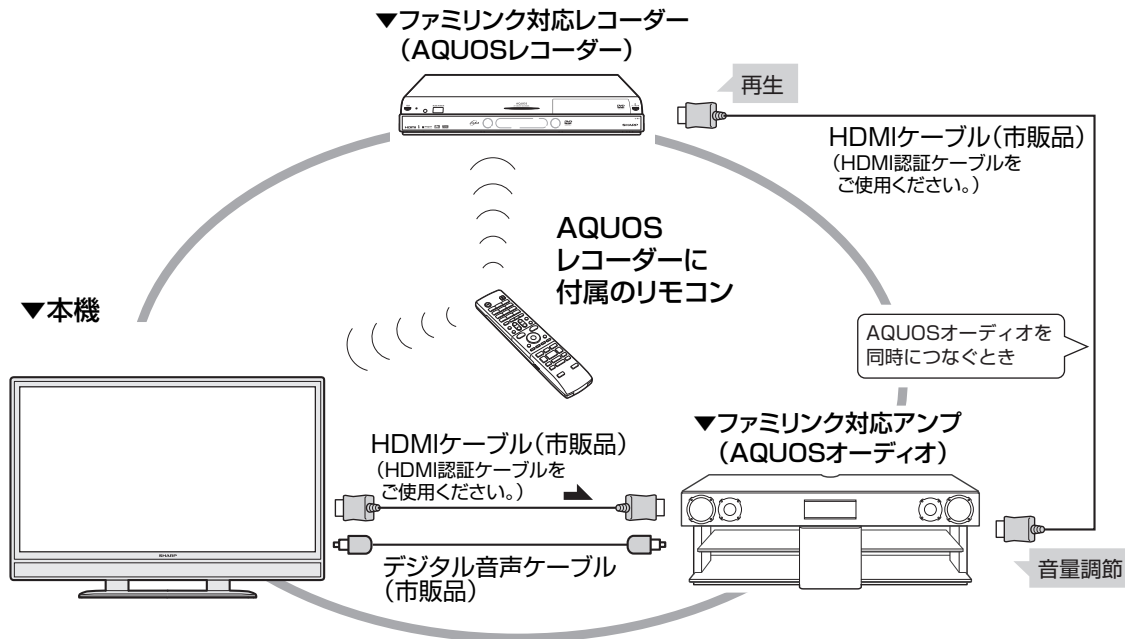 ▼ファミリンク対応レコーダー
（AQUOSレコーダー）
再生
HDMIケーブル（市販品）
（HDMI認証ケーブルを
ご使用ください。）
AQUOS
レコーダーに
付属のリモコン
▼本機
AQUOSオーディオを
同時につなぐとき
▼ファミリンク対応アンプ
（AQUOSオーディオ）
HDMIケーブル（市販品）
（HDMI認証ケーブルを
ご使用ください。）
デジタル音声ケーブル
（市販品）
音量調節
SHARP